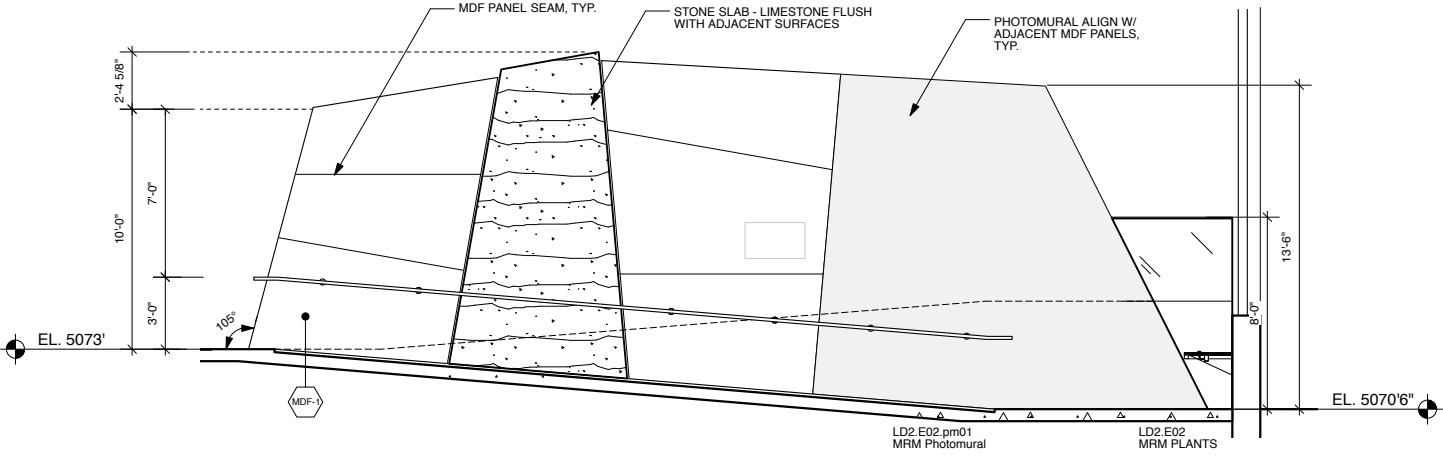 MDF PANEL SEAM, TYP.
STONE SLAB - LIMESTONE FLUSH
WITH ADJACENT SURFACES
PHOTOMURAL ALIGN W/
ADJACENT MDF PANELS,
TYP.
2'-4 5/8"
10'-0"
7'-0"
3'-0"
105°
13'-6"
8'-0"
EL. 5073'
MDF-1
EL. 5070'6"
LD2.E02.pm01
MRM Photomural
LD2.E02
MRM PLANTS